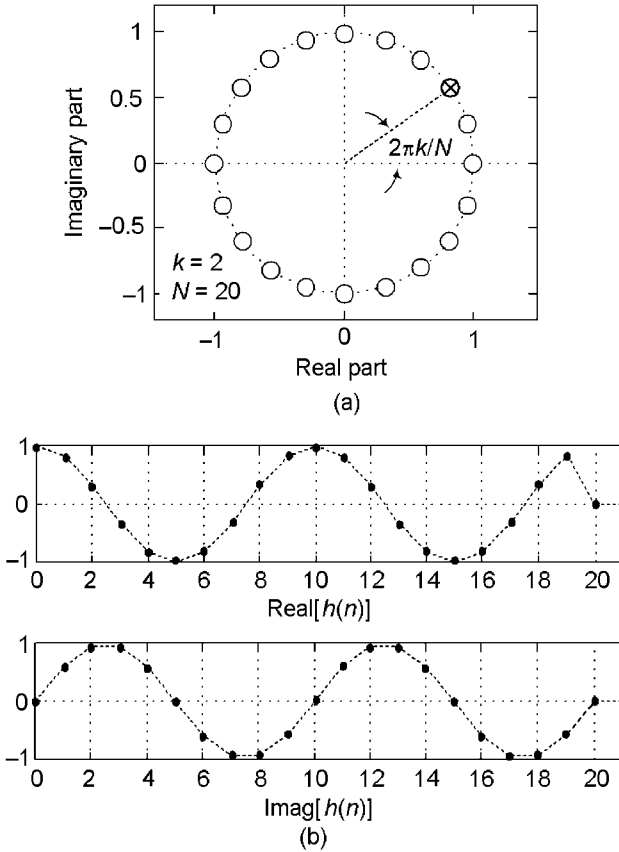 1
0.5
0
−0.5
−1
Imaginary part
2πk/N
k = 2
N = 20
−1 0 1
Real part
(a)
1
0
−1
0 2 4 6 8 10 12 14 16 18 20
Real[h(n)]
1
0
−1
0 2 4 6 8 10 12 14 16 18 20
Imag[h(n)]
(b)